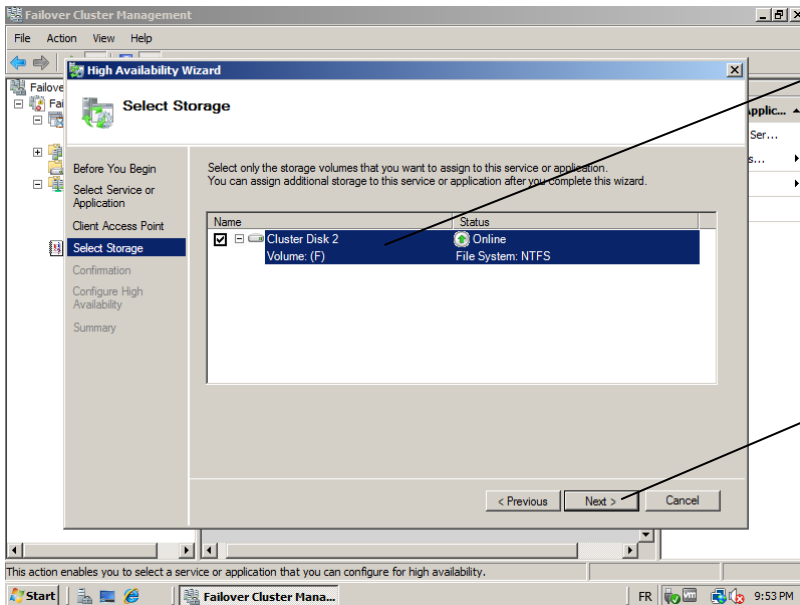 Failover Cluster Management
File Action View Help
High Availability Wizard
Failove
Fai
Select Storage
Applic...
Ser...
s...
Before You Begin
Select Service or
Application
Client Access Point
Select Storage
Confirmation
Configure High
Availability
Summary
Select only the storage volumes that you want to assign to this service or application.
You can assign additional storage to this service or application after you complete this wizard.
Name Status
Cluster Disk 2 Online
Volume: (F) File System: NTFS
< Previous Next > Cancel
This action enables you to select a service or application that you can configure for high availability.
Start Failover Cluster Mana... FR 9:53 PM